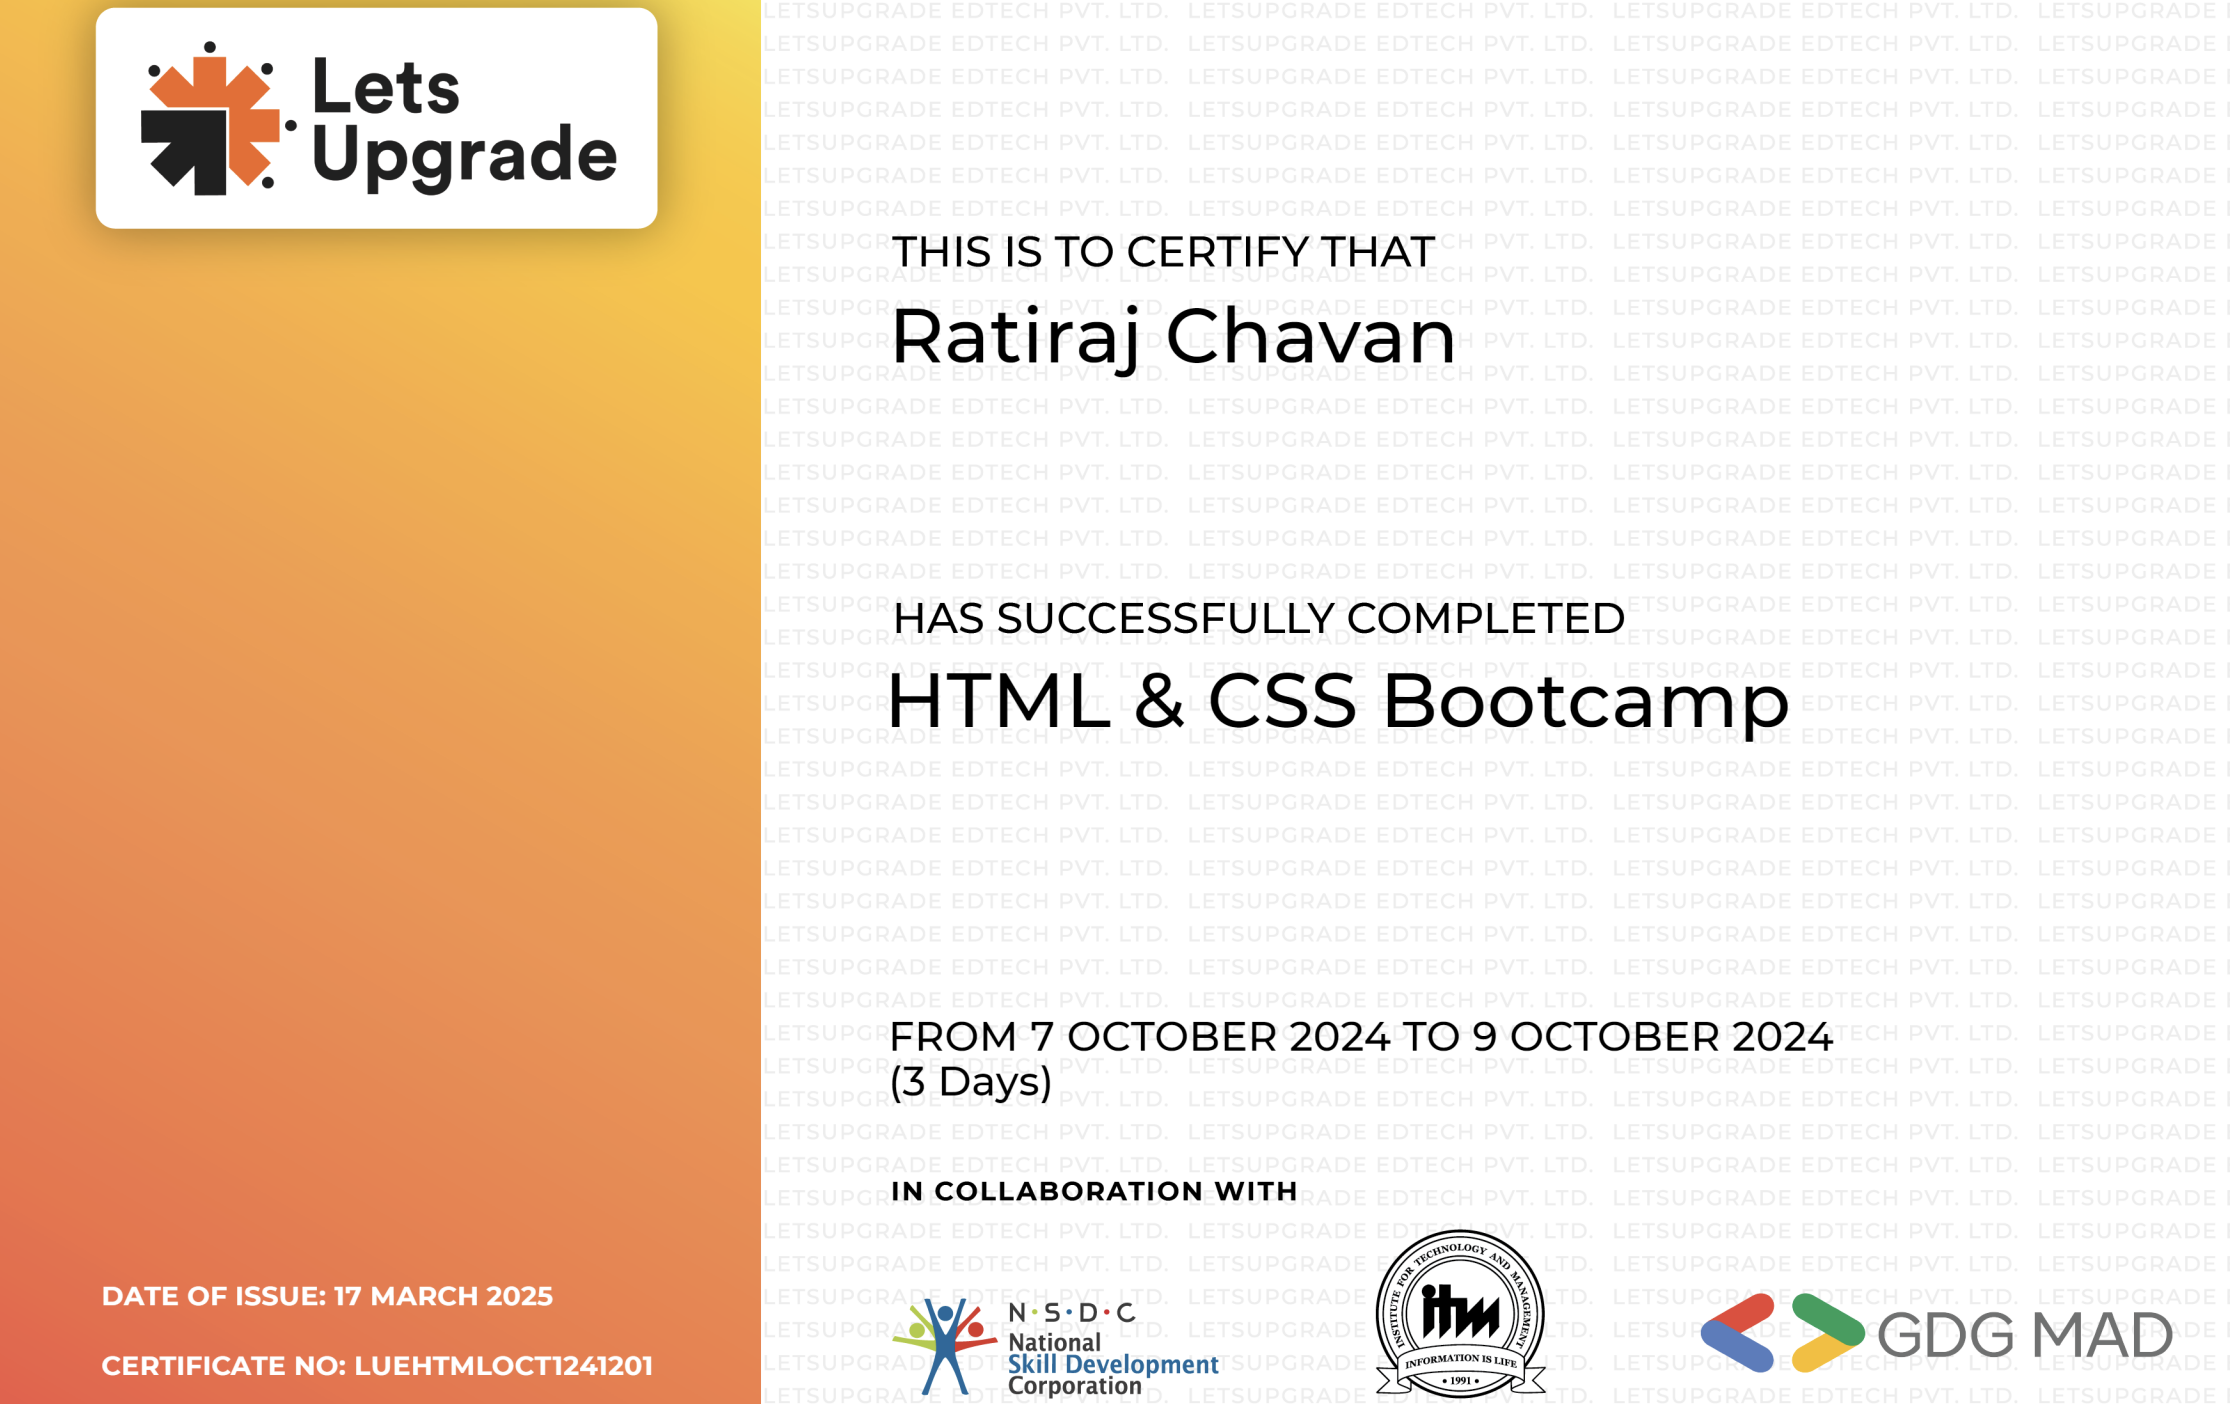 Lets
Upgrade
THIS IS TO CERTIFY THAT
Ratiraj Chavan
HAS SUCCESSFULLY COMPLETED
HTML & CSS Bootcamp
FROM 7 OCTOBER 2024 TO 9 OCTOBER 2024
(3 Days)
IN COLLABORATION WITH
N·S·D·C
National
Skill Development
Corporation
INSTITUTE FOR TECHNOLOGY AND MANAGEMENT
itm
INFORMATION IS LIFE
• 1991 •
GDG MAD
DATE OF ISSUE: 17 MARCH 2025
CERTIFICATE NO: LUEHTMLOCT1241201
LETSUPGRADE EDTECH PVT. LTD.